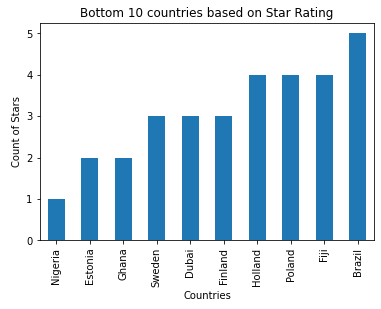 Bottom 10 countries based on Star Rating
Count of Stars
5
4
3
2
1
0
Nigeria
Estonia
Ghana
Sweden
Dubai
Finland
Holland
Poland
Fiji
Brazil
Countries